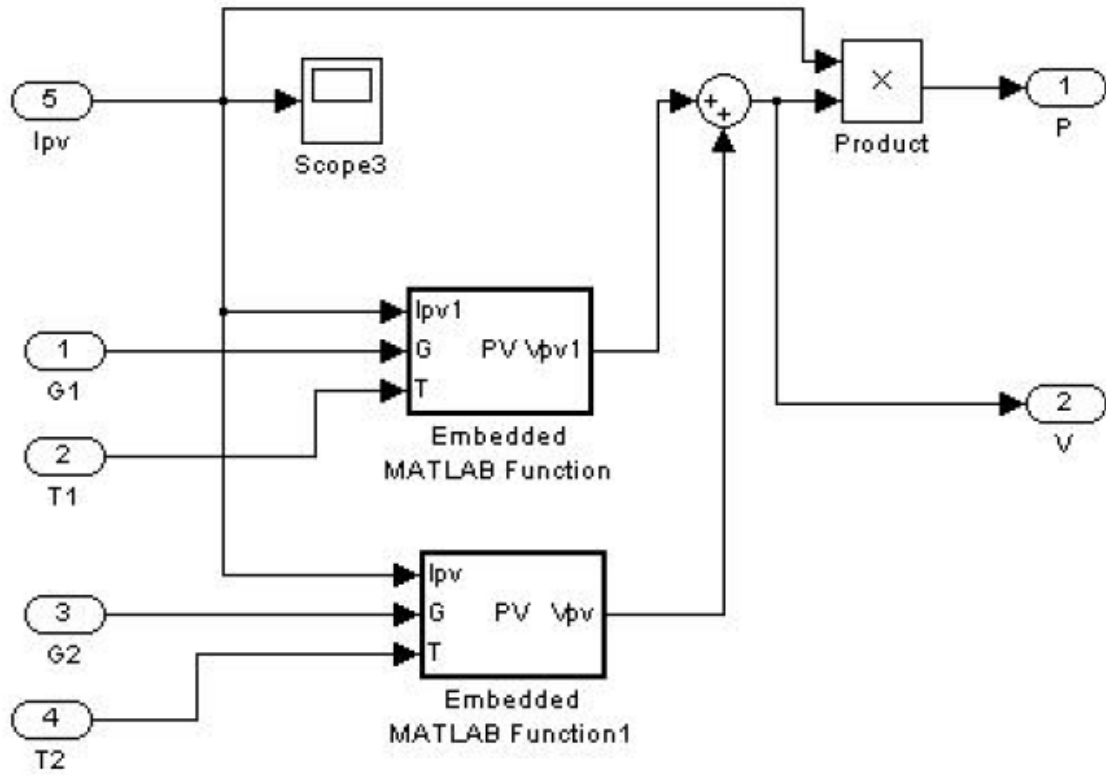 5
Ipv
Scope3
+
+
×
Product
1
P
Ipv1
G
T
PV Vpv1
Embedded
MATLAB Function
1
G1
2
T1
2
V
Ipv
G
T
PV Vpv
Embedded
MATLAB Function1
3
G2
4
T2